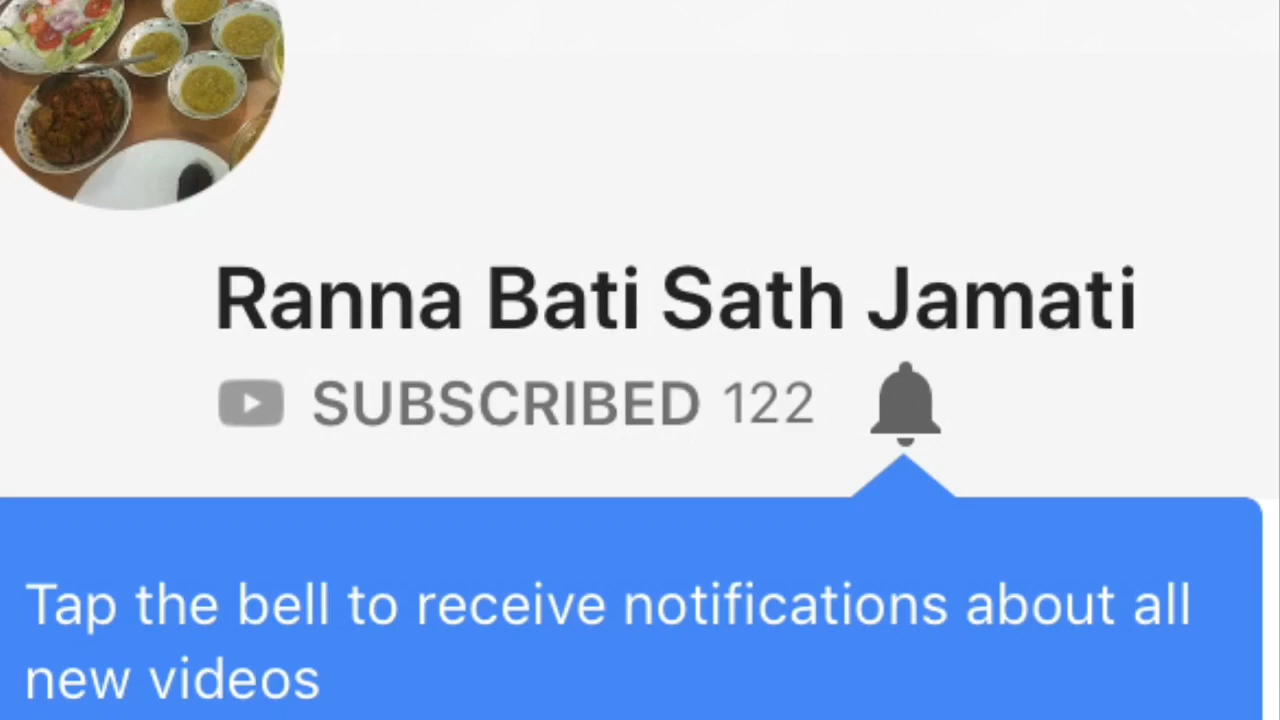 Ranna Bati Sath Jamati
SUBSCRIBED 122
Tap the bell to receive notifications about all
new videos